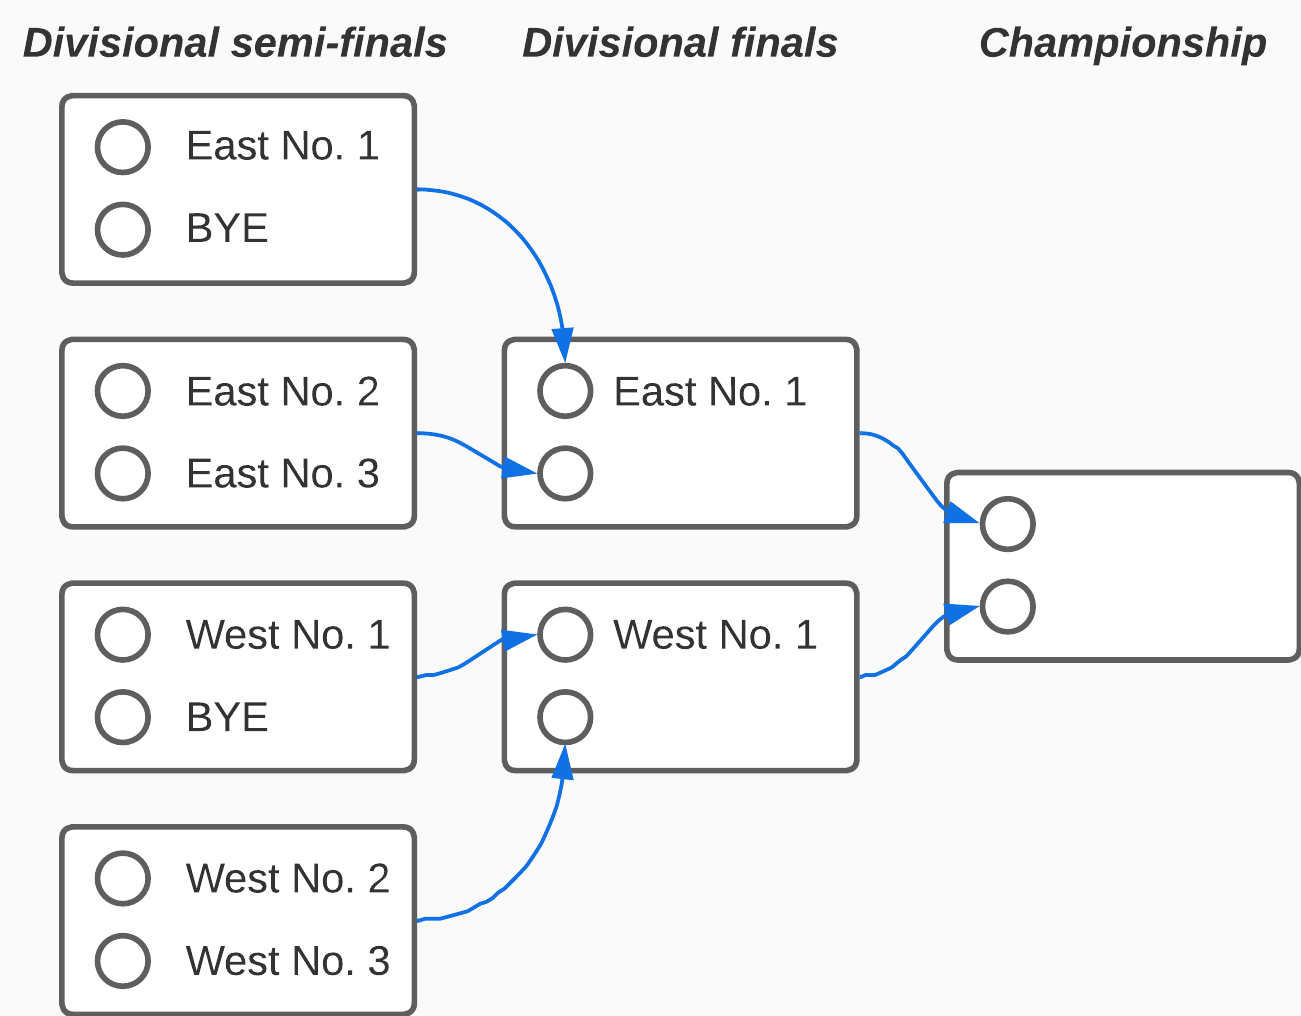 Divisional semi-finals
Divisional finals
Championship
East No. 1
BYE
East No. 2
East No. 3
West No. 1
BYE
West No. 2
West No. 3
East No. 1
West No. 1